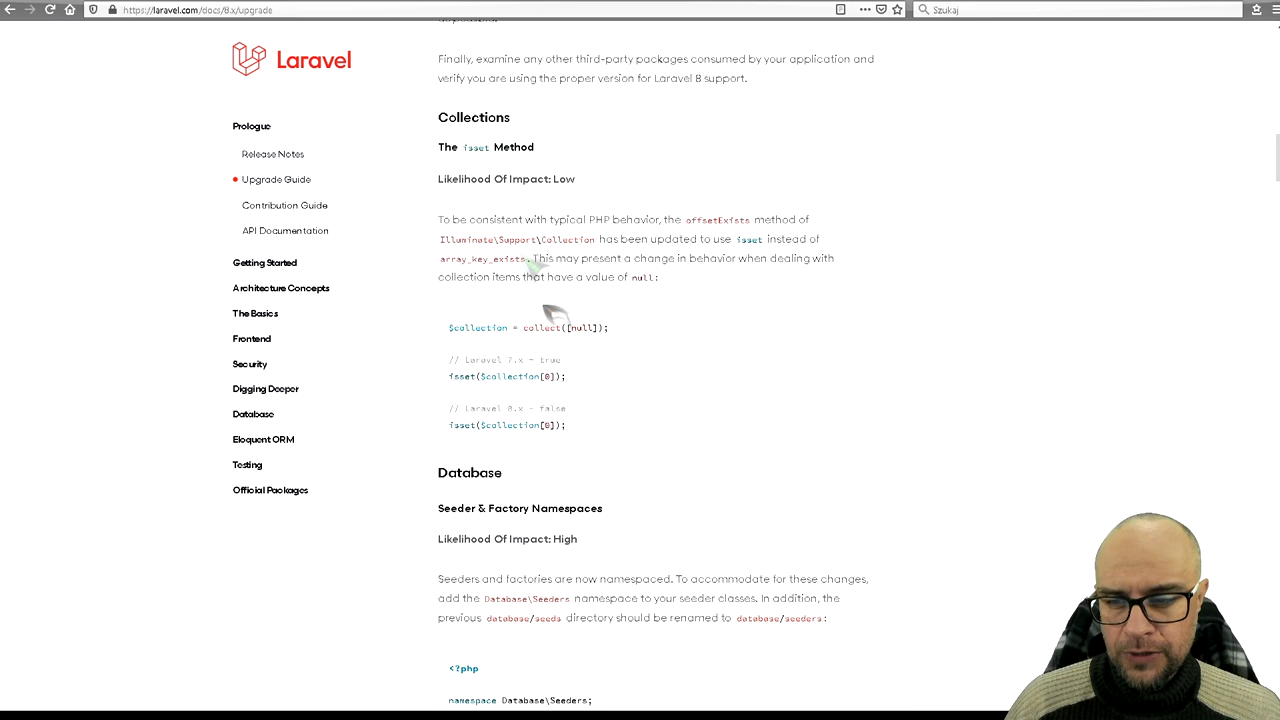 https://laravel.com/docs/8.x/upgrade
Szukaj
Laravel
Finally, examine any other third-party packages consumed by your application and
verify you are using the proper version for Laravel 8 support.
Prologue
Release Notes
Upgrade Guide
Contribution Guide
API Documentation
Getting Started
Architecture Concepts
The Basics
Frontend
Security
Digging Deeper
Database
Eloquent ORM
Testing
Official Packages
Collections
The isset Method
Likelihood Of Impact: Low
To be consistent with typical PHP behavior, the offsetExists method of
Illuminate\Support\Collection has been updated to use isset instead of
array_key_exists. This may present a change in behavior when dealing with
collection items that have a value of null:
$collection = collect([null]);
// Laravel 7.x - true
isset($collection[0]);
// Laravel 8.x - false
isset($collection[0]);
Database
Seeder & Factory Namespaces
Likelihood Of Impact: High
Seeders and factories are now namespaced. To accommodate for these changes,
add the Database\Seeders namespace to your seeder classes. In addition, the
previous database/seeds directory should be renamed to database/seeders:
<?php
namespace Database\Seeders;